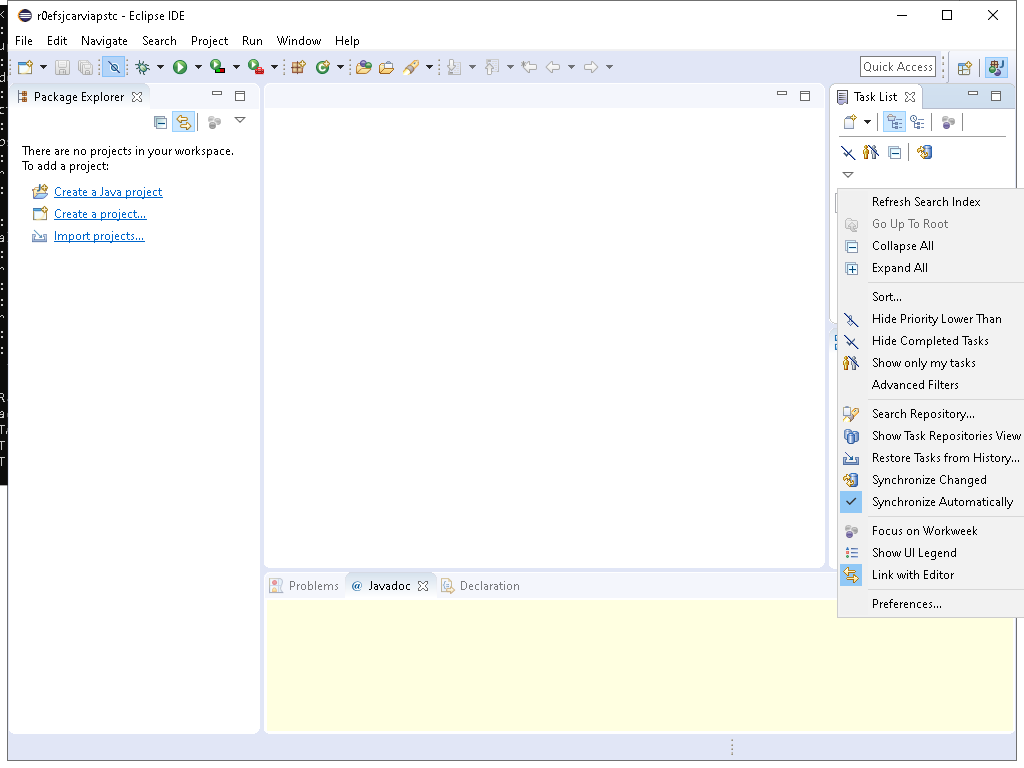 r0efsjcarviapstc - Eclipse IDE
File Edit Navigate Search Project Run Window Help
Quick Access
Package Explorer
There are no projects in your workspace.
To add a project:
Create a Java project
Create a project...
Import projects...
Task List
Refresh Search Index
Go Up To Root
Collapse All
Expand All
Sort...
Hide Priority Lower Than
Hide Completed Tasks
Show only my tasks
Advanced Filters
Search Repository...
Show Task Repositories View
Restore Tasks from History...
Synchronize Changed
Synchronize Automatically
Focus on Workweek
Show UI Legend
Link with Editor
Preferences...
Problems @ Javadoc Declaration